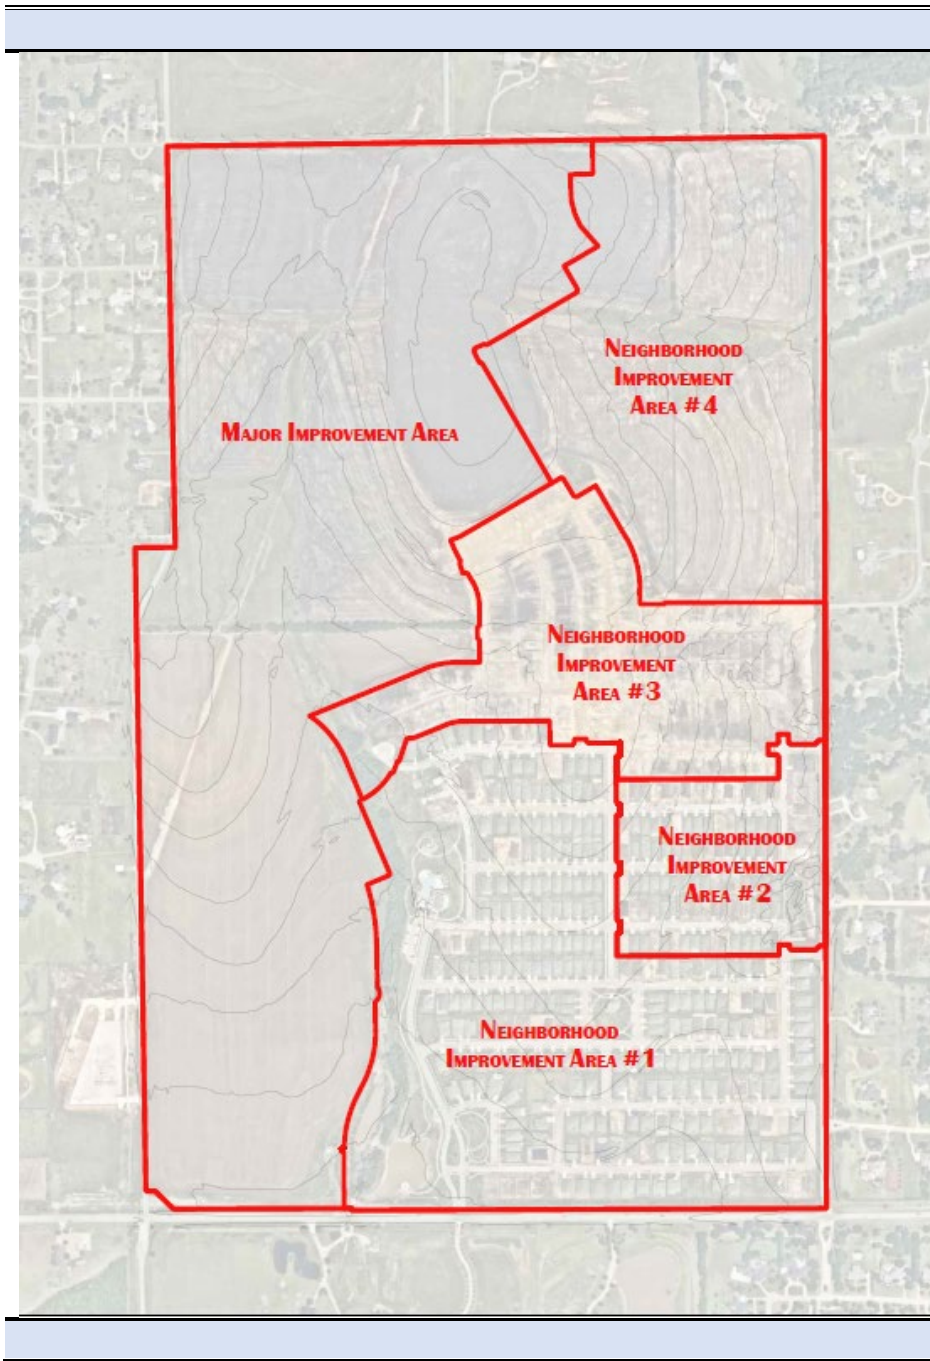 Neighborhood
Improvement
Area #4
Major Improvement Area
Neighborhood
Improvement
Area #3
Neighborhood
Improvement
Area #2
Neighborhood
Improvement Area #1